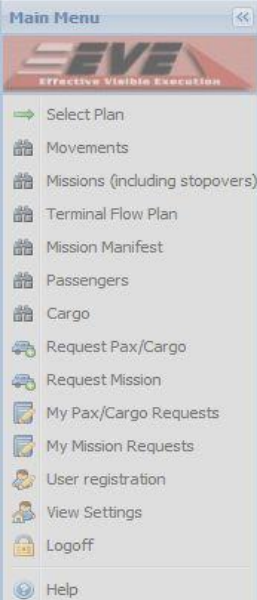 Main Menu
EVE
Effective Visible Execution
Select Plan
Movements
Missions (including stopovers)
Terminal Flow Plan
Mission Manifest
Passengers
Cargo
Request Pax/Cargo
Request Mission
My Pax/Cargo Requests
My Mission Requests
User registration
View Settings
Logoff
Help